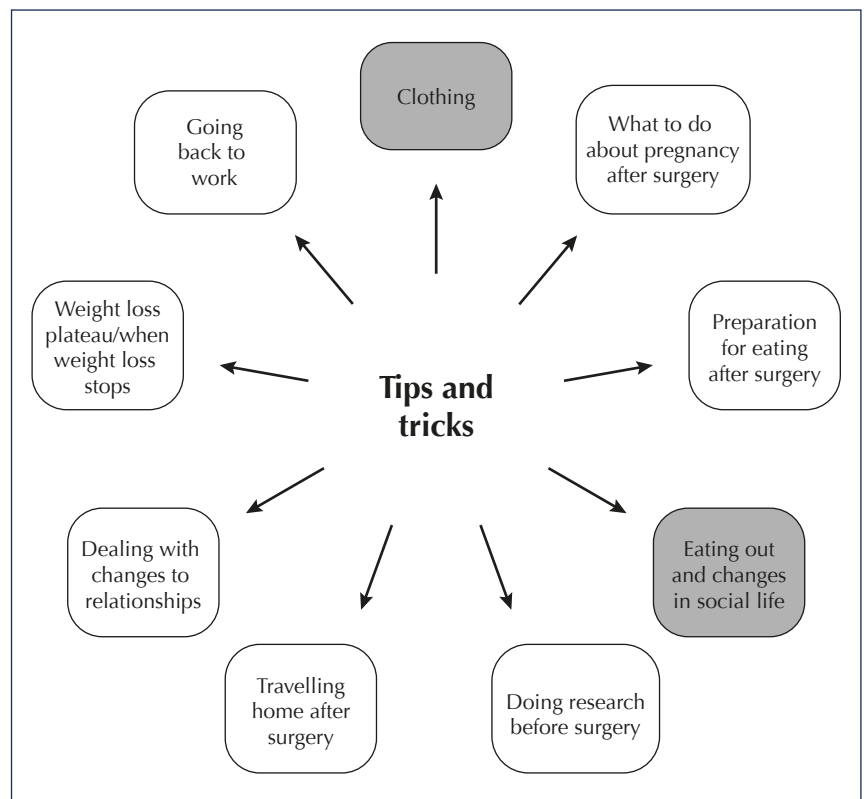 Clothing
What to do
about pregnancy
after surgery
Preparation
for eating
after surgery
Eating out
and changes
in social life
Doing research
before surgery
Travelling
home after
surgery
Dealing with
changes to
relationships
Weight loss
plateau/when
weight loss
stops
Going
back to
work
Tips and
tricks